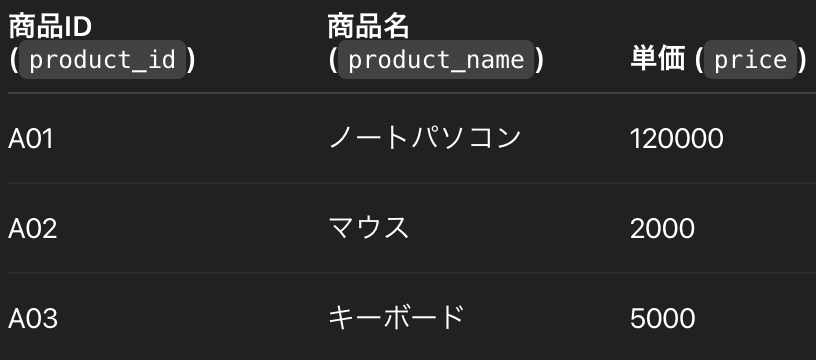 商品ID
(product_id)
商品名
(product_name)
単価 (price)
A01 ノートパソコン 120000
A02 マウス 2000
A03 キーボード 5000